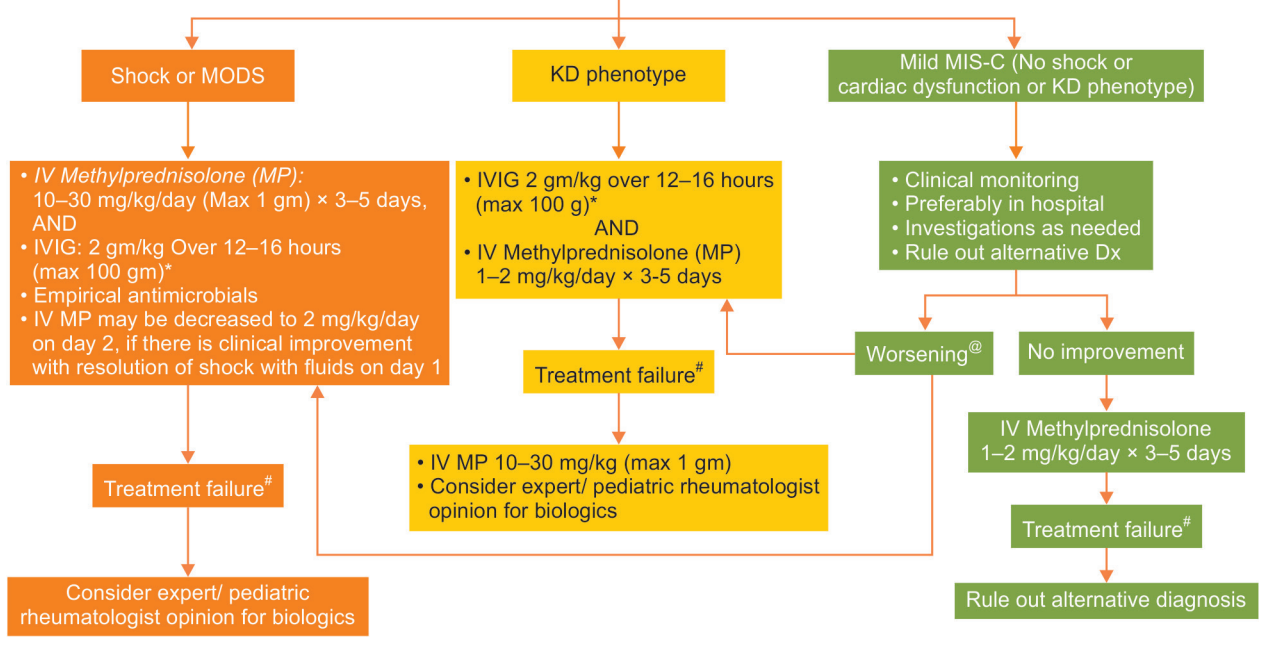 Shock or MODS
• IV Methylprednisolone (MP):
10–30 mg/kg/day (Max 1 gm) × 3–5 days,
AND
• IVIG: 2 gm/kg Over 12–16 hours
(max 100 gm)*
• Empirical antimicrobials
• IV MP may be decreased to 2 mg/kg/day
on day 2, if there is clinical improvement
with resolution of shock with fluids on day 1
Treatment failure#
Consider expert/ pediatric
rheumatologist opinion for biologics
KD phenotype
• IVIG 2 gm/kg over 12–16 hours
(max 100 g)*
AND
• IV Methylprednisolone (MP)
1–2 mg/kg/day × 3-5 days
Treatment failure#
• IV MP 10–30 mg/kg (max 1 gm)
• Consider expert/ pediatric rheumatologist
opinion for biologics
Mild MIS-C (No shock or
cardiac dysfunction or KD phenotype)
• Clinical monitoring
• Preferably in hospital
• Investigations as needed
• Rule out alternative Dx
Worsening@
No improvement
IV Methylprednisolone
1–2 mg/kg/day × 3–5 days
Treatment failure#
Rule out alternative diagnosis